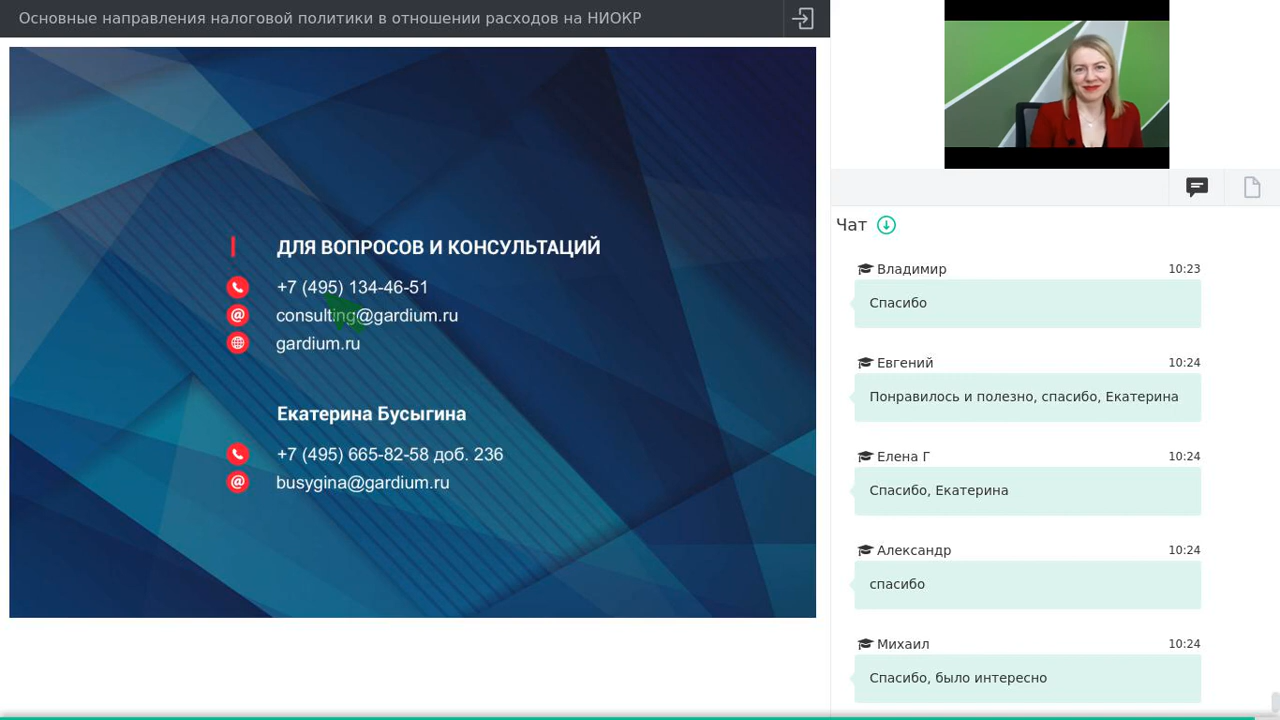 Основные направления налоговой политики в отношении расходов на НИОКР
ДЛЯ ВОПРОСОВ И КОНСУЛЬТАЦИЙ
+7 (495) 134-46-51
consulting@gardium.ru
gardium.ru
Екатерина Бусыгина
+7 (495) 665-82-58 доб. 236
busygina@gardium.ru
Чат
Владимир 10:23
Спасибо
Евгений 10:24
Понравилось и полезно, спасибо, Екатерина
Елена Г 10:24
Спасибо, Екатерина
Александр 10:24
спасибо
Михаил 10:24
Спасибо, было интересно